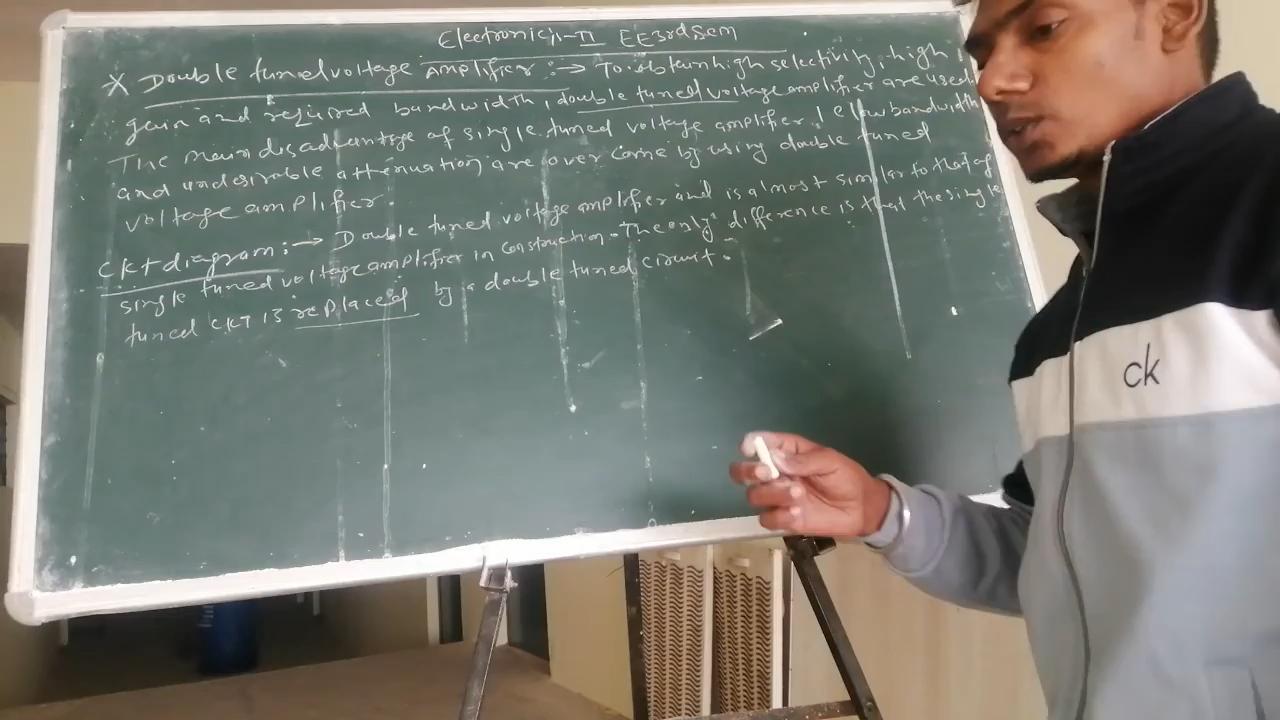 Electronics-II EE3rdSem
X Double tuned voltage amplifier :→ To obtain high selectivity, high
gain and required bandwidth, double tuned voltage amplifier are used
The main disadvantage of single tuned voltage amplifier, i.e low bandwidth
and undesirable attenuation are over come by using double tuned
voltage amplifier.
ckt diagram :→ Double tuned voltage amplifier and is almost similar to that of
single tuned voltage amplifier in construction. The only difference is that the single
tuned CKT is replaced by a double tuned circuit.
ck